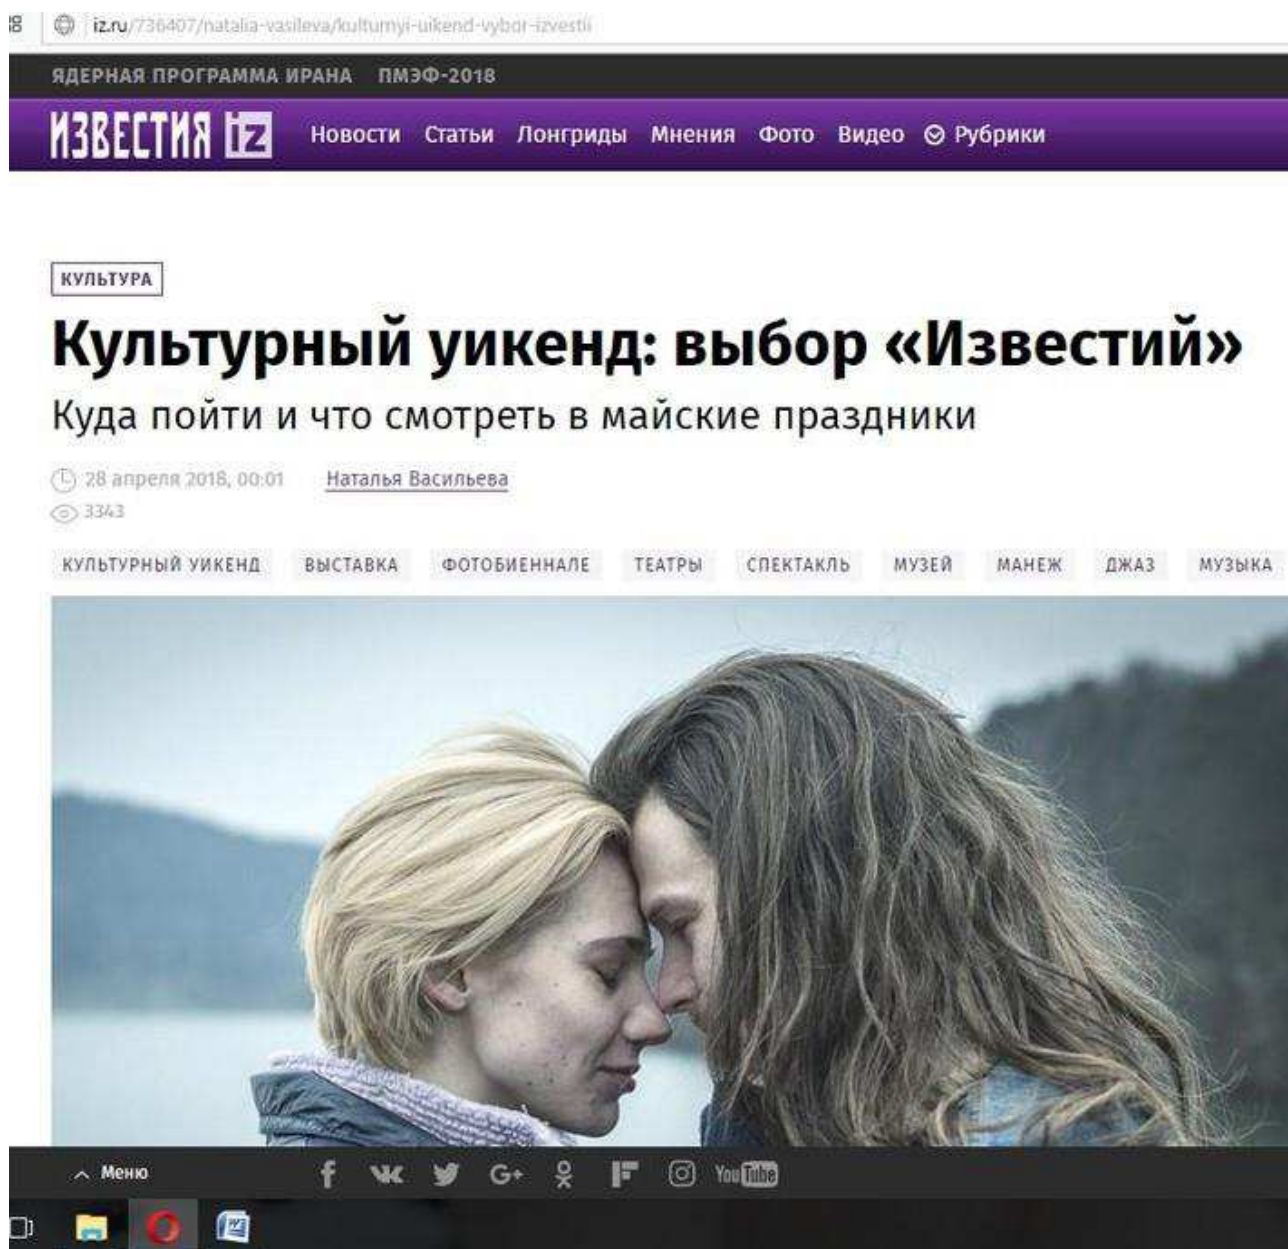 iz.ru/736407/natalia-vasileva/kulturnyi-uikend-vybor-izvestii
ЯДЕРНАЯ ПРОГРАММА ИРАНА ПМЭФ-2018
ИЗВЕСТИЯ iz Новости Статьи Лонгриды Мнения Фото Видео Рубрики
КУЛЬТУРА
Культурный уикенд: выбор «Известий»
Куда пойти и что смотреть в майские праздники
28 апреля 2018, 00:01 Наталья Васильева
3343
КУЛЬТУРНЫЙ УИКЕНД ВЫСТАВКА ФОТОБИЕННАЛЕ ТЕАТРЫ СПЕКТАКЛЬ МУЗЕЙ МАНЕЖ ДЖАЗ МУЗЫКА
Меню f G+ You Tube